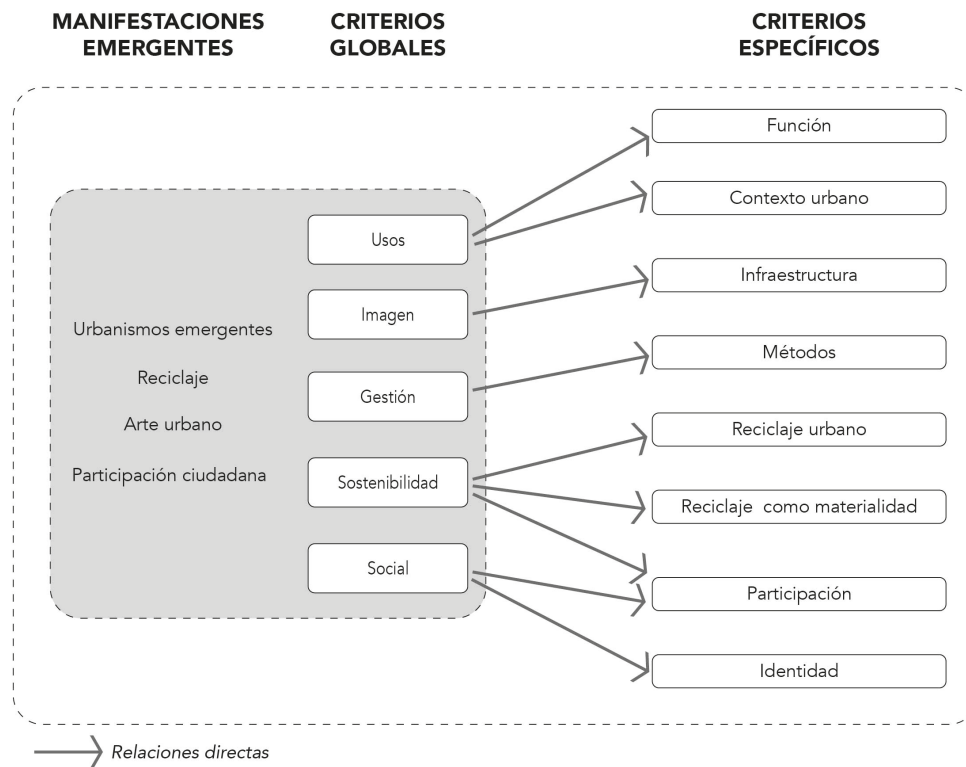 MANIFESTACIONES
EMERGENTES
CRITERIOS
GLOBALES
CRITERIOS
ESPECÍFICOS
Urbanismos emergentes
Reciclaje
Arte urbano
Participación ciudadana
Usos
Imagen
Gestión
Sostenibilidad
Social
Función
Contexto urbano
Infraestructura
Métodos
Reciclaje urbano
Reciclaje como materialidad
Participación
Identidad
Relaciones directas